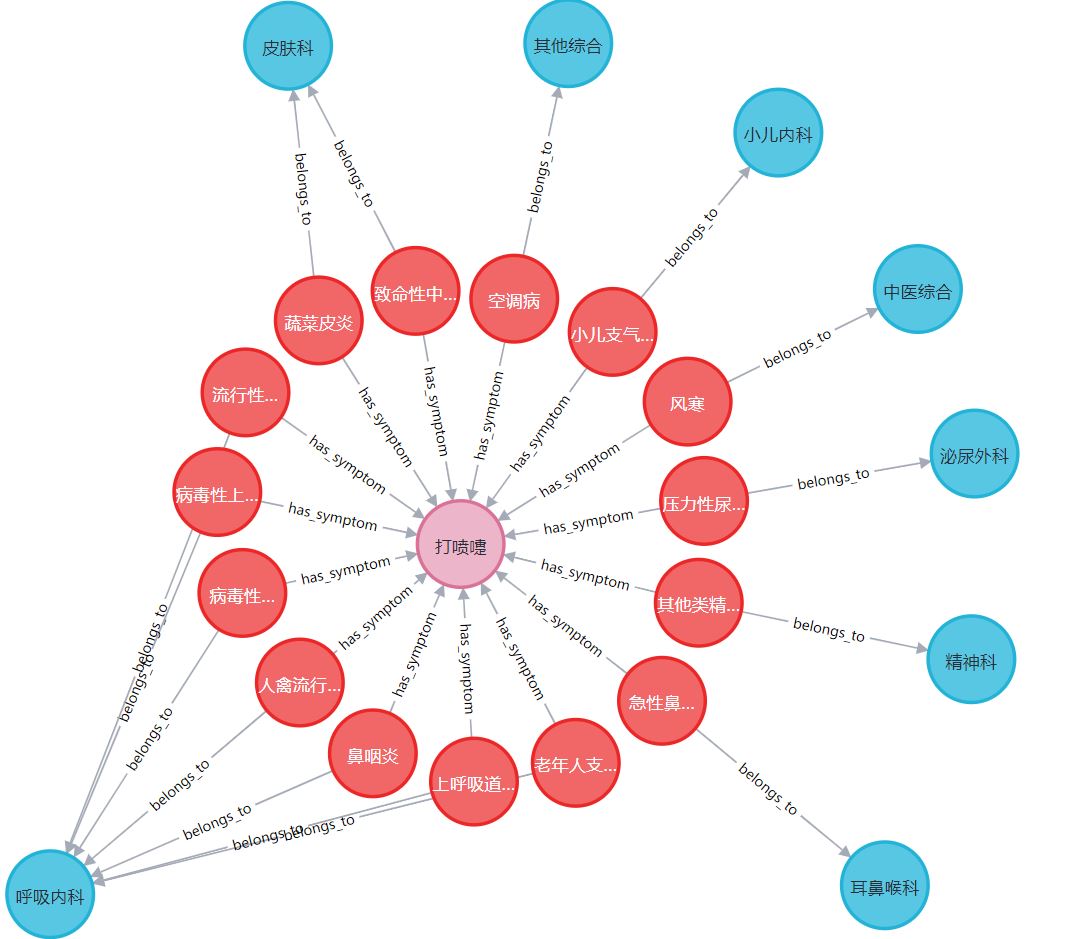 皮肤科
其他综合
小儿内科
belongs_to
belongs_to
belongs_to
belongs_to
中医综合
致命性中...
空调病
蔬菜皮炎
小儿支气...
belongs_to
流行性...
风寒
has_symptom
has_symptom
has_symptom
has_symptom
has_symptom
has_symptom
泌尿外科
belongs_to
病毒性上...
压力性尿...
has_symptom
has_symptom
打喷嚏
has_symptom
has_symptom
病毒性...
其他类精...
belongs_to
精神科
has_symptom
has_symptom
has_symptom
has_symptom
has_symptom
belongs_to
belongs_to
人禽流行...
急性鼻...
belongs_to
鼻咽炎
上呼吸道...
老年人支...
belongs_to
belongs_to
belongs_to
belongs_to
belongs_to
呼吸内科
耳鼻喉科